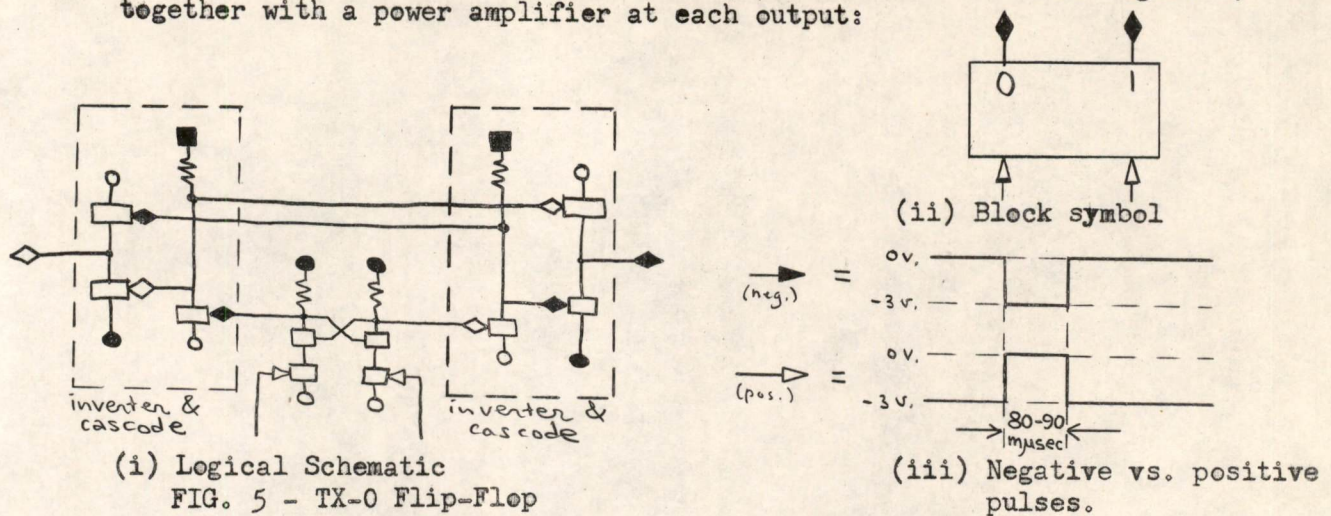 together with a power amplifier at each output:
0 1
(ii) Block symbol
inverter &
cascode
inverter &
cascode
(i) Logical Schematic
FIG. 5 - TX-0 Flip-Flop
(neg.) =
0v.
-3v.
(pos.) =
0v.
-3v.
80-90
mμsec
(iii) Negative vs. positive
pulses.